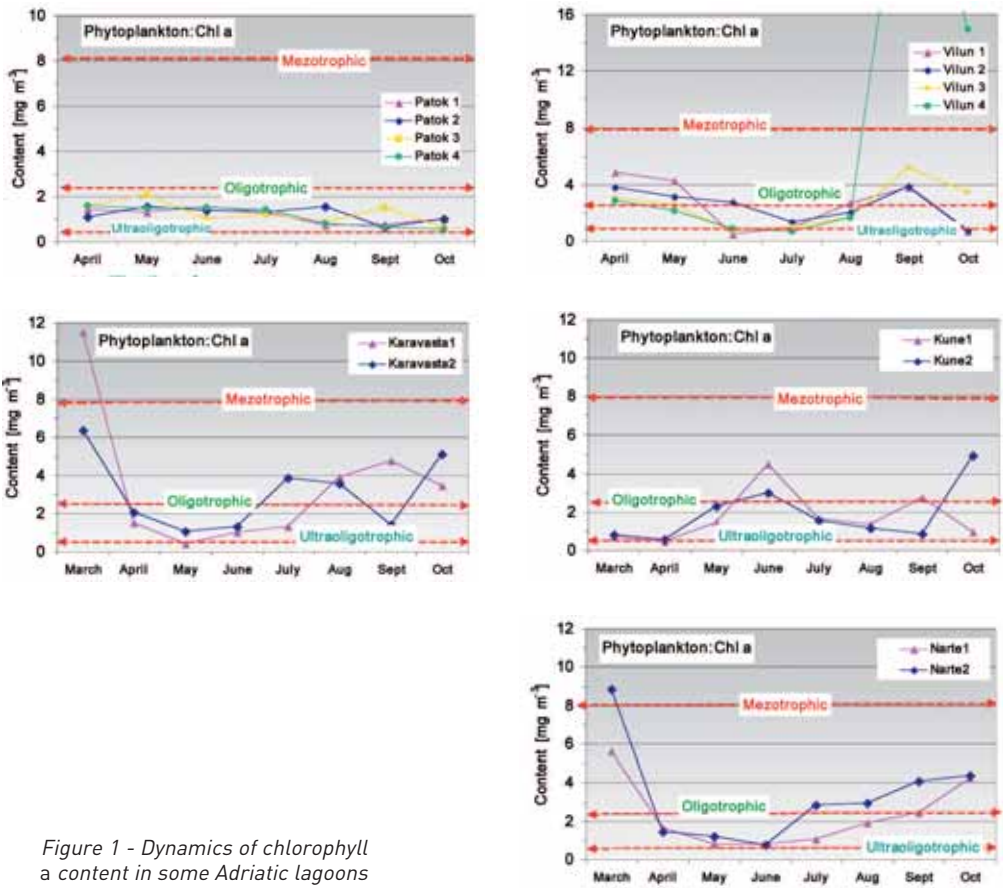 Phytoplankton:Chl a
Content [mg m-3]
10
8
6
4
2
0
Mezotrophic
Patok 1
Patok 2
Patok 3
Patok 4
Oligotrophic
Ultraoligotrophic
April May June July Aug Sept Oct
Phytoplankton:Chl a
Content [mg m-3]
16
12
8
4
0
Vilun 1
Vilun 2
Vilun 3
Vilun 4
Mezotrophic
Oligotrophic
Ultraoligotrophic
April May June July Aug Sept Oct
Phytoplankton:Chl a
Content [mg m-3]
12
10
8
6
4
2
0
Karavasta1
Karavasta2
Mezotrophic
Oligotrophic
Ultraoligotrophic
March April May June July Aug Sept Oct
Phytoplankton:Chl a
Content [mg m-3]
12
10
8
6
4
2
0
Kune1
Kune2
Mezotrophic
Oligotrophic
Ultraoligotrophic
March April May June July Aug Sept Oct
Phytoplankton:Chl a
Content [mg m-3]
12
10
8
6
4
2
0
Narte1
Narte2
Mezotrophic
Oligotrophic
Ultraoligotrophic
March April May June July Aug Sept Oct
Figure 1 - Dynamics of chlorophyll
a content in some Adriatic lagoons